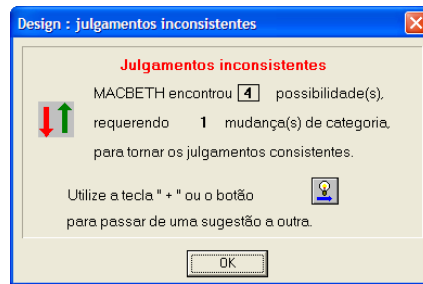 Design : julgamentos inconsistentes
Julgamentos inconsistentes
MACBETH encontrou 4 possibilidade(s),
requerendo 1 mudança(s) de categoria,
para tornar os julgamentos consistentes.
Utilize a tecla " + " ou o botão
para passar de uma sugestão a outra.
OK